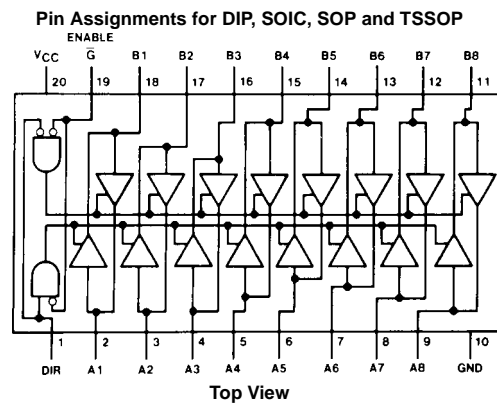 Pin Assignments for DIP, SOIC, SOP and TSSOP
ENABLE
VCC G̅ B1 B2 B3 B4 B5 B6 B7 B8
20 19 18 17 16 15 14 13 12 11
1 2 3 4 5 6 7 8 9 10
DIR A1 A2 A3 A4 A5 A6 A7 A8 GND
Top View